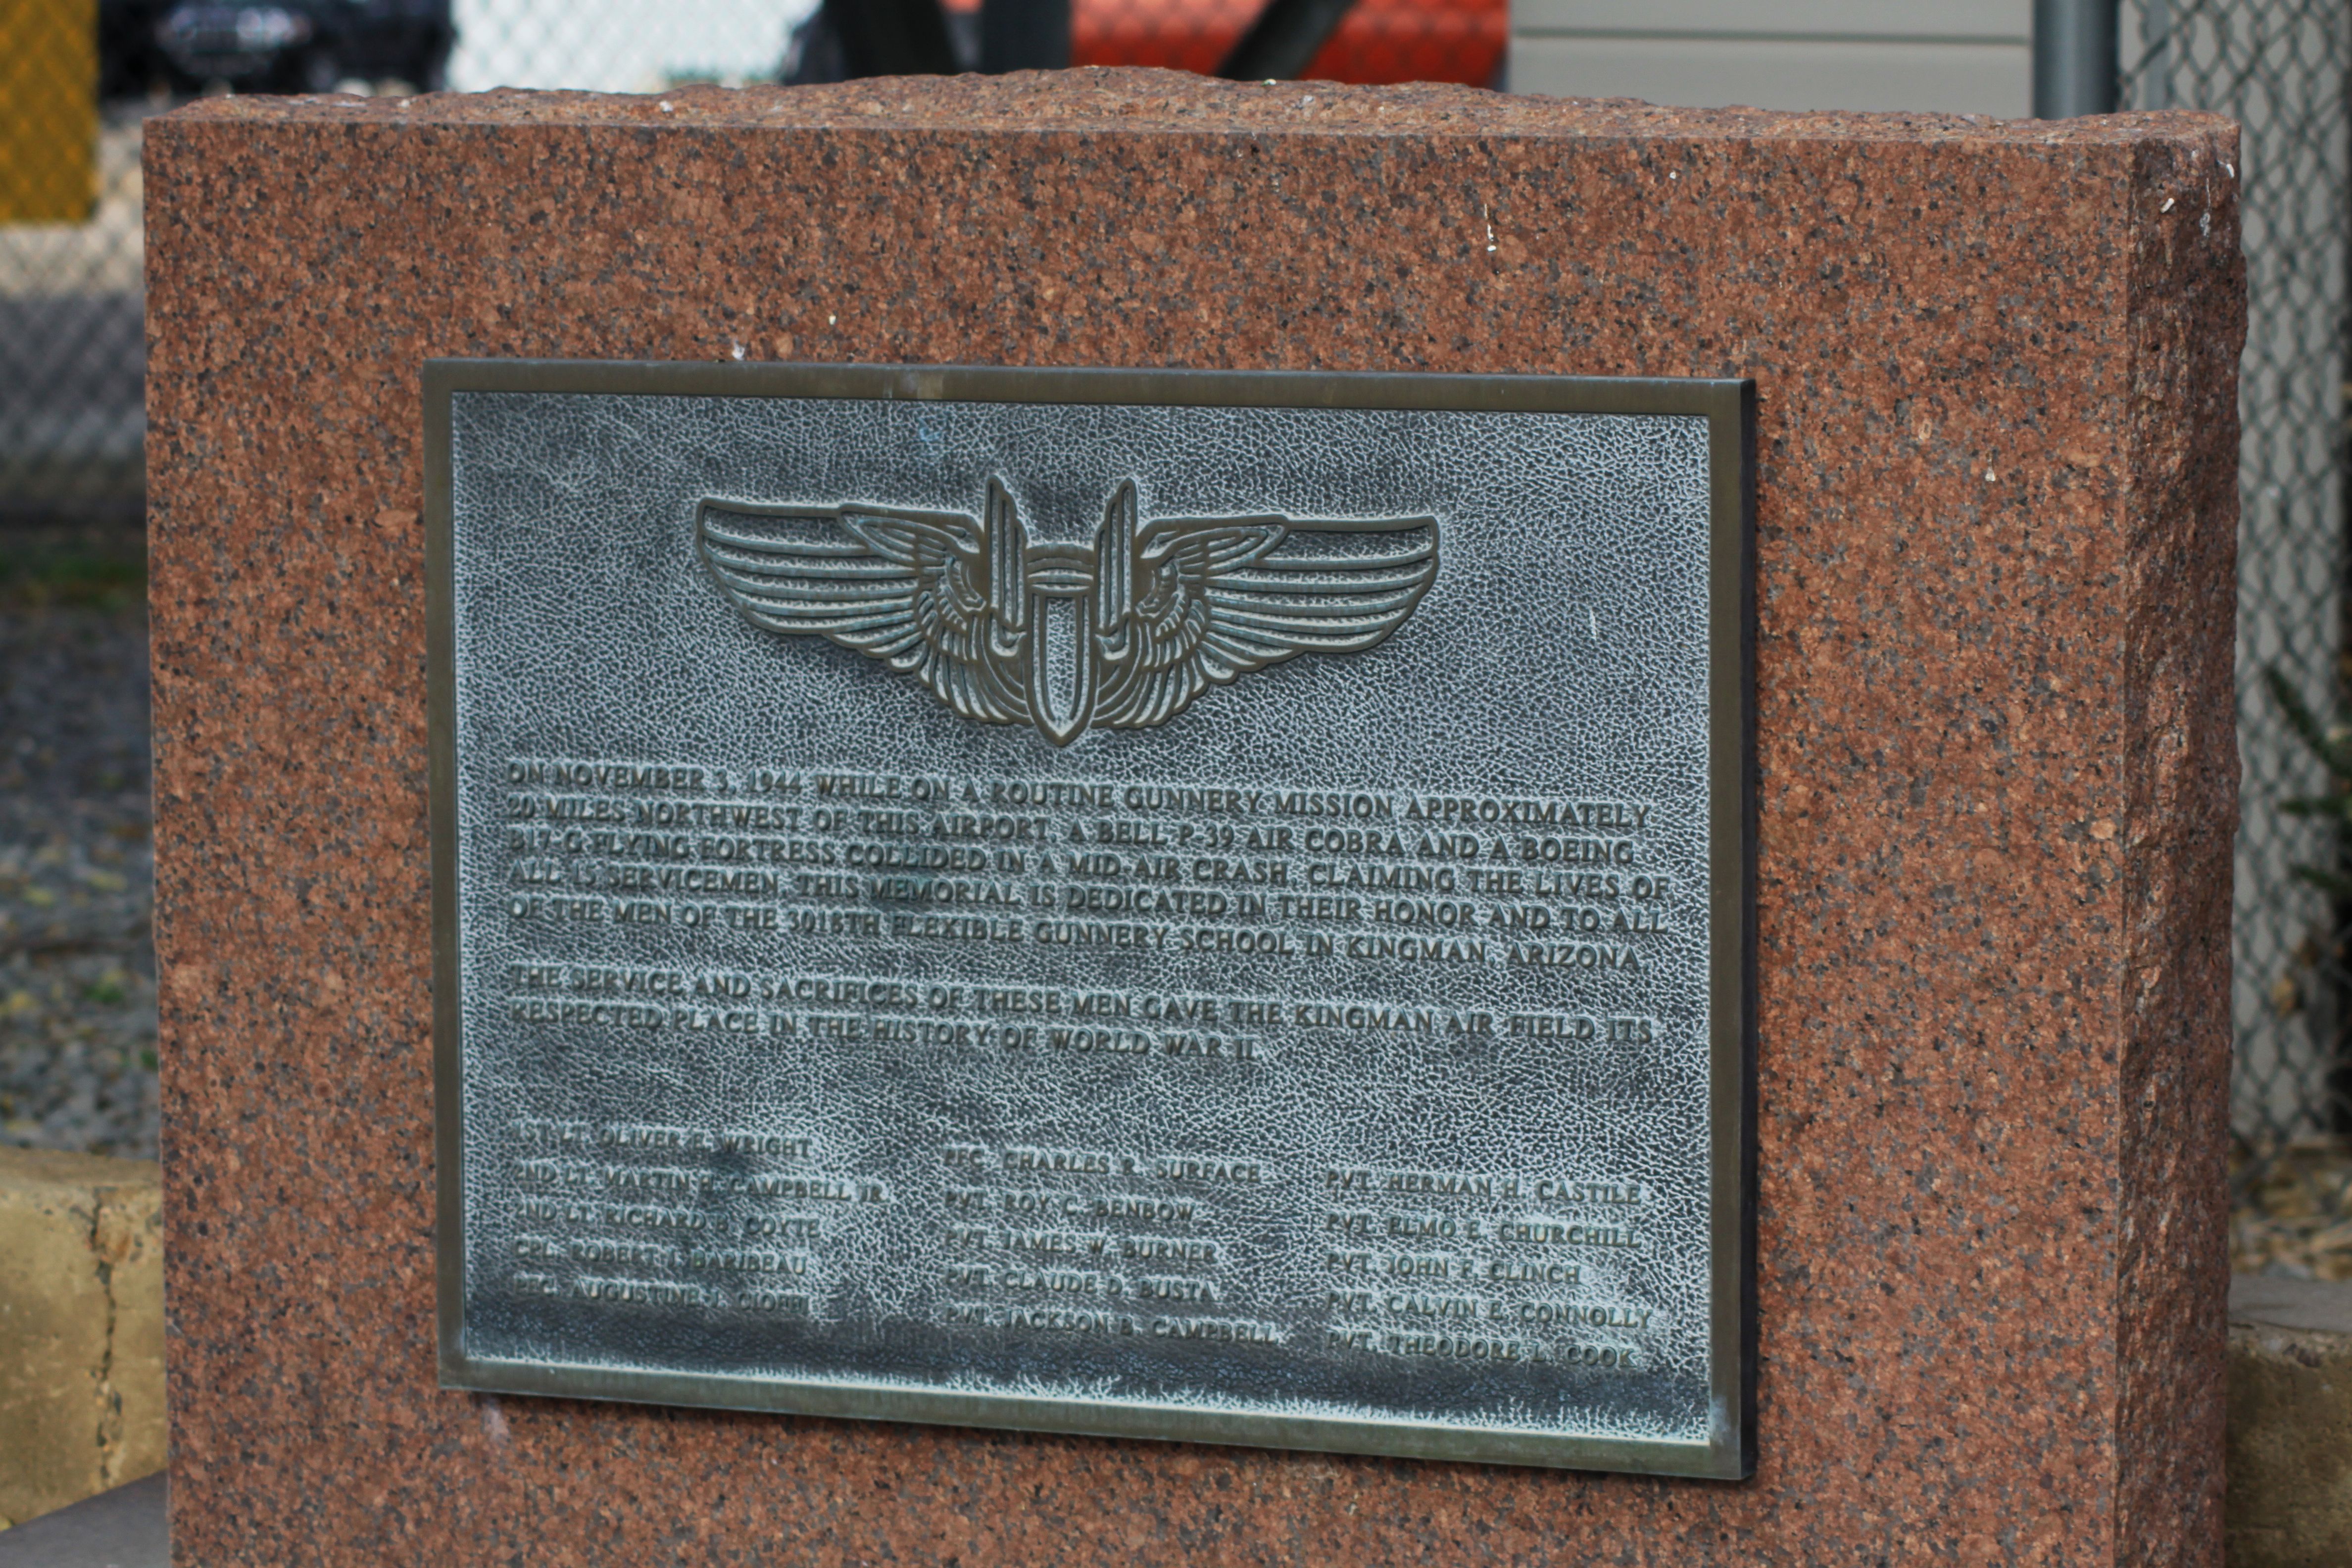 ON NOVEMBER 3, 1944 WHILE ON A ROUTINE GUNNERY MISSION APPROXIMATELY
20 MILES NORTHWEST OF THIS AIRPORT, A BELL P-39 AIR COBRA AND A BOEING
B17-G FLYING FORTRESS COLLIDED IN A MID-AIR CRASH, CLAIMING THE LIVES OF
ALL 15 SERVICEMEN. THIS MEMORIAL IS DEDICATED IN THEIR HONOR AND TO ALL
OF THE MEN OF THE 3018TH FLEXIBLE GUNNERY SCHOOL IN KINGMAN, ARIZONA.
THE SERVICE AND SACRIFICES OF THESE MEN GAVE THE KINGMAN AIR FIELD ITS
RESPECTED PLACE IN THE HISTORY OF WORLD WAR II.
1ST LT. OLIVER E. WRIGHT
2ND LT. MARTIN H. CAMPBELL JR.
2ND LT. RICHARD B. COYTE
CPL. ROBERT J. BARIBEAU
PFC. AUGUSTINE L. CIOFFI
PFC. CHARLES R. SURFACE
PVT. ROY C. BENBOW
PVT. JAMES W. BURNER
PVT. CLAUDE D. BUSTA
PVT. JACKSON B. CAMPBELL
PVT. HERMAN H. CASTILE
PVT. ELMO E. CHURCHILL
PVT. JOHN F. CLINCH
PVT. CALVIN E. CONNOLLY
PVT. THEODORE L. COOK